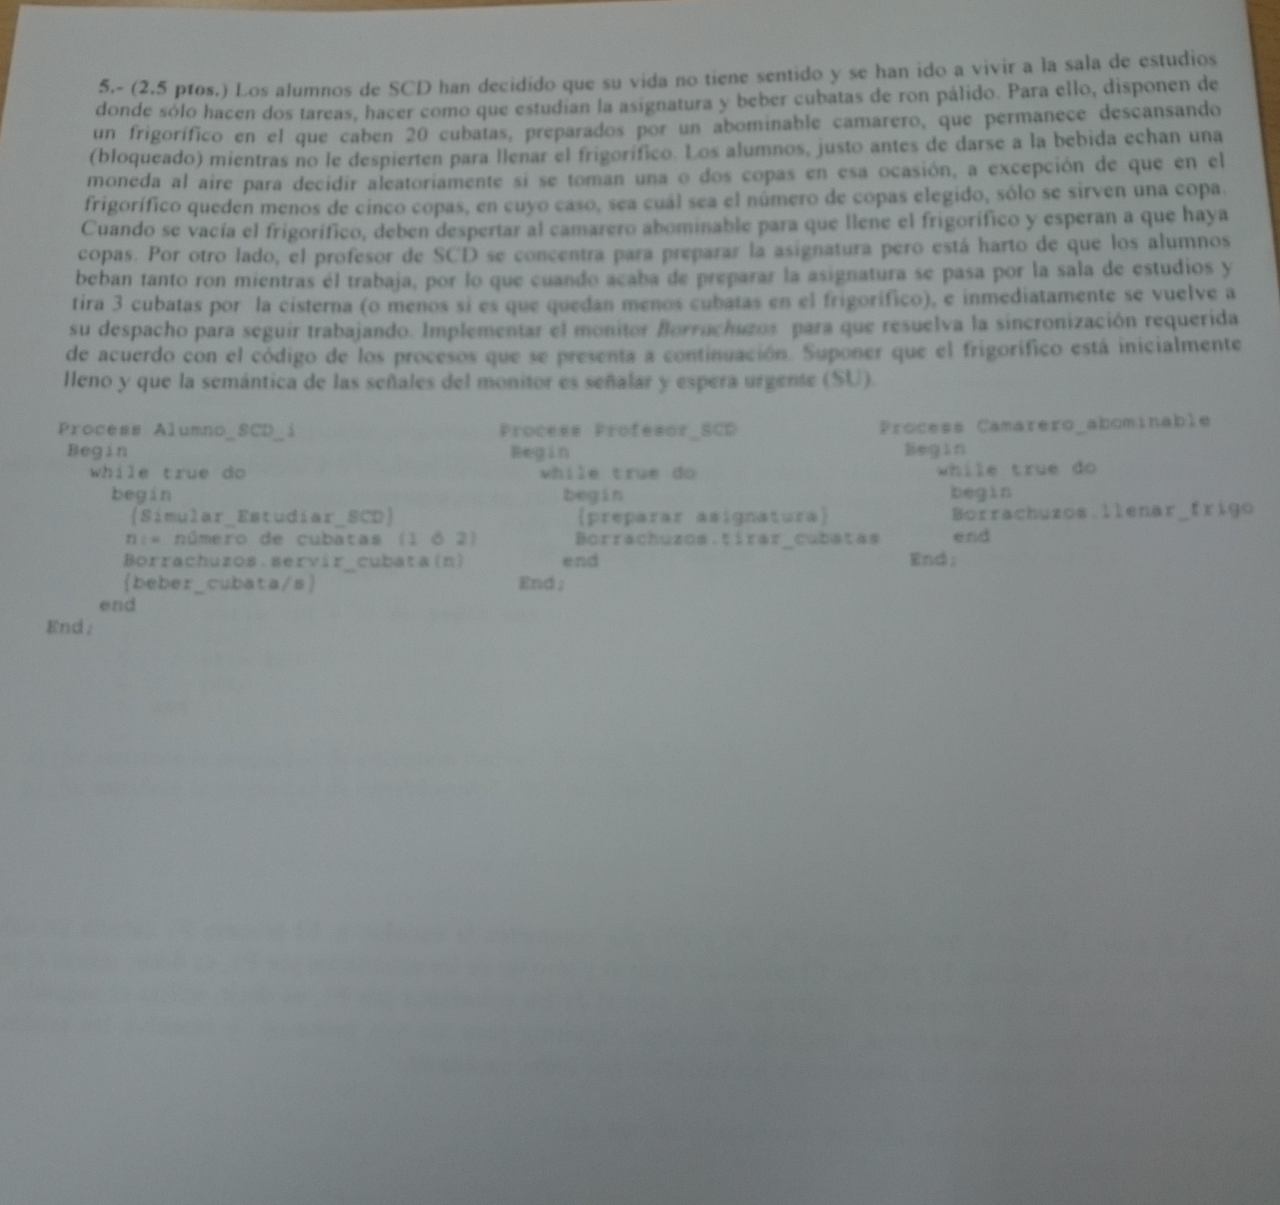 5.- (2.5 ptos.) Los alumnos de SCD han decidido que su vida no tiene sentido y se han ido a vivir a la sala de estudios
donde sólo hacen dos tareas, hacer como que estudian la asignatura y beber cubatas de ron pálido. Para ello, disponen de
un frigorífico en el que caben 20 cubatas, preparados por un abominable camarero, que permanece descansando
(bloqueado) mientras no le despierten para llenar el frigorífico. Los alumnos, justo antes de darse a la bebida echan una
moneda al aire para decidir aleatoriamente si se toman una o dos copas en esa ocasión, a excepción de que en el
frigorífico queden menos de cinco copas, en cuyo caso, sea cuál sea el número de copas elegido, sólo se sirven una copa.
Cuando se vacía el frigorífico, deben despertar al camarero abominable para que llene el frigorífico y esperan a que haya
copas. Por otro lado, el profesor de SCD se concentra para preparar la asignatura pero está harto de que los alumnos
beban tanto ron mientras él trabaja, por lo que cuando acaba de preparar la asignatura se pasa por la sala de estudios y
tira 3 cubatas por la cisterna (o menos si es que quedan menos cubatas en el frigorífico), e inmediatamente se vuelve a
su despacho para seguir trabajando. Implementar el monitor Borrachuzos para que resuelva la sincronización requerida
de acuerdo con el código de los procesos que se presenta a continuación. Suponer que el frigorífico está inicialmente
lleno y que la semántica de las señales del monitor es señalar y espera urgente (SU).
Process Alumno_SCD_i
Begin
while true do
begin
{Simular_Estudiar_SCD}
n:= número de cubatas (1 ó 2)
Borrachuzos.servir_cubata(n)
{beber_cubata/s}
end
End;
Process Profesor_SCD
Begin
while true do
begin
{preparar asignatura}
Borrachuzos.tirar_cubatas
end
End;
Process Camarero_abominable
Begin
while true do
begin
Borrachuzos.llenar_frigo
end
End;